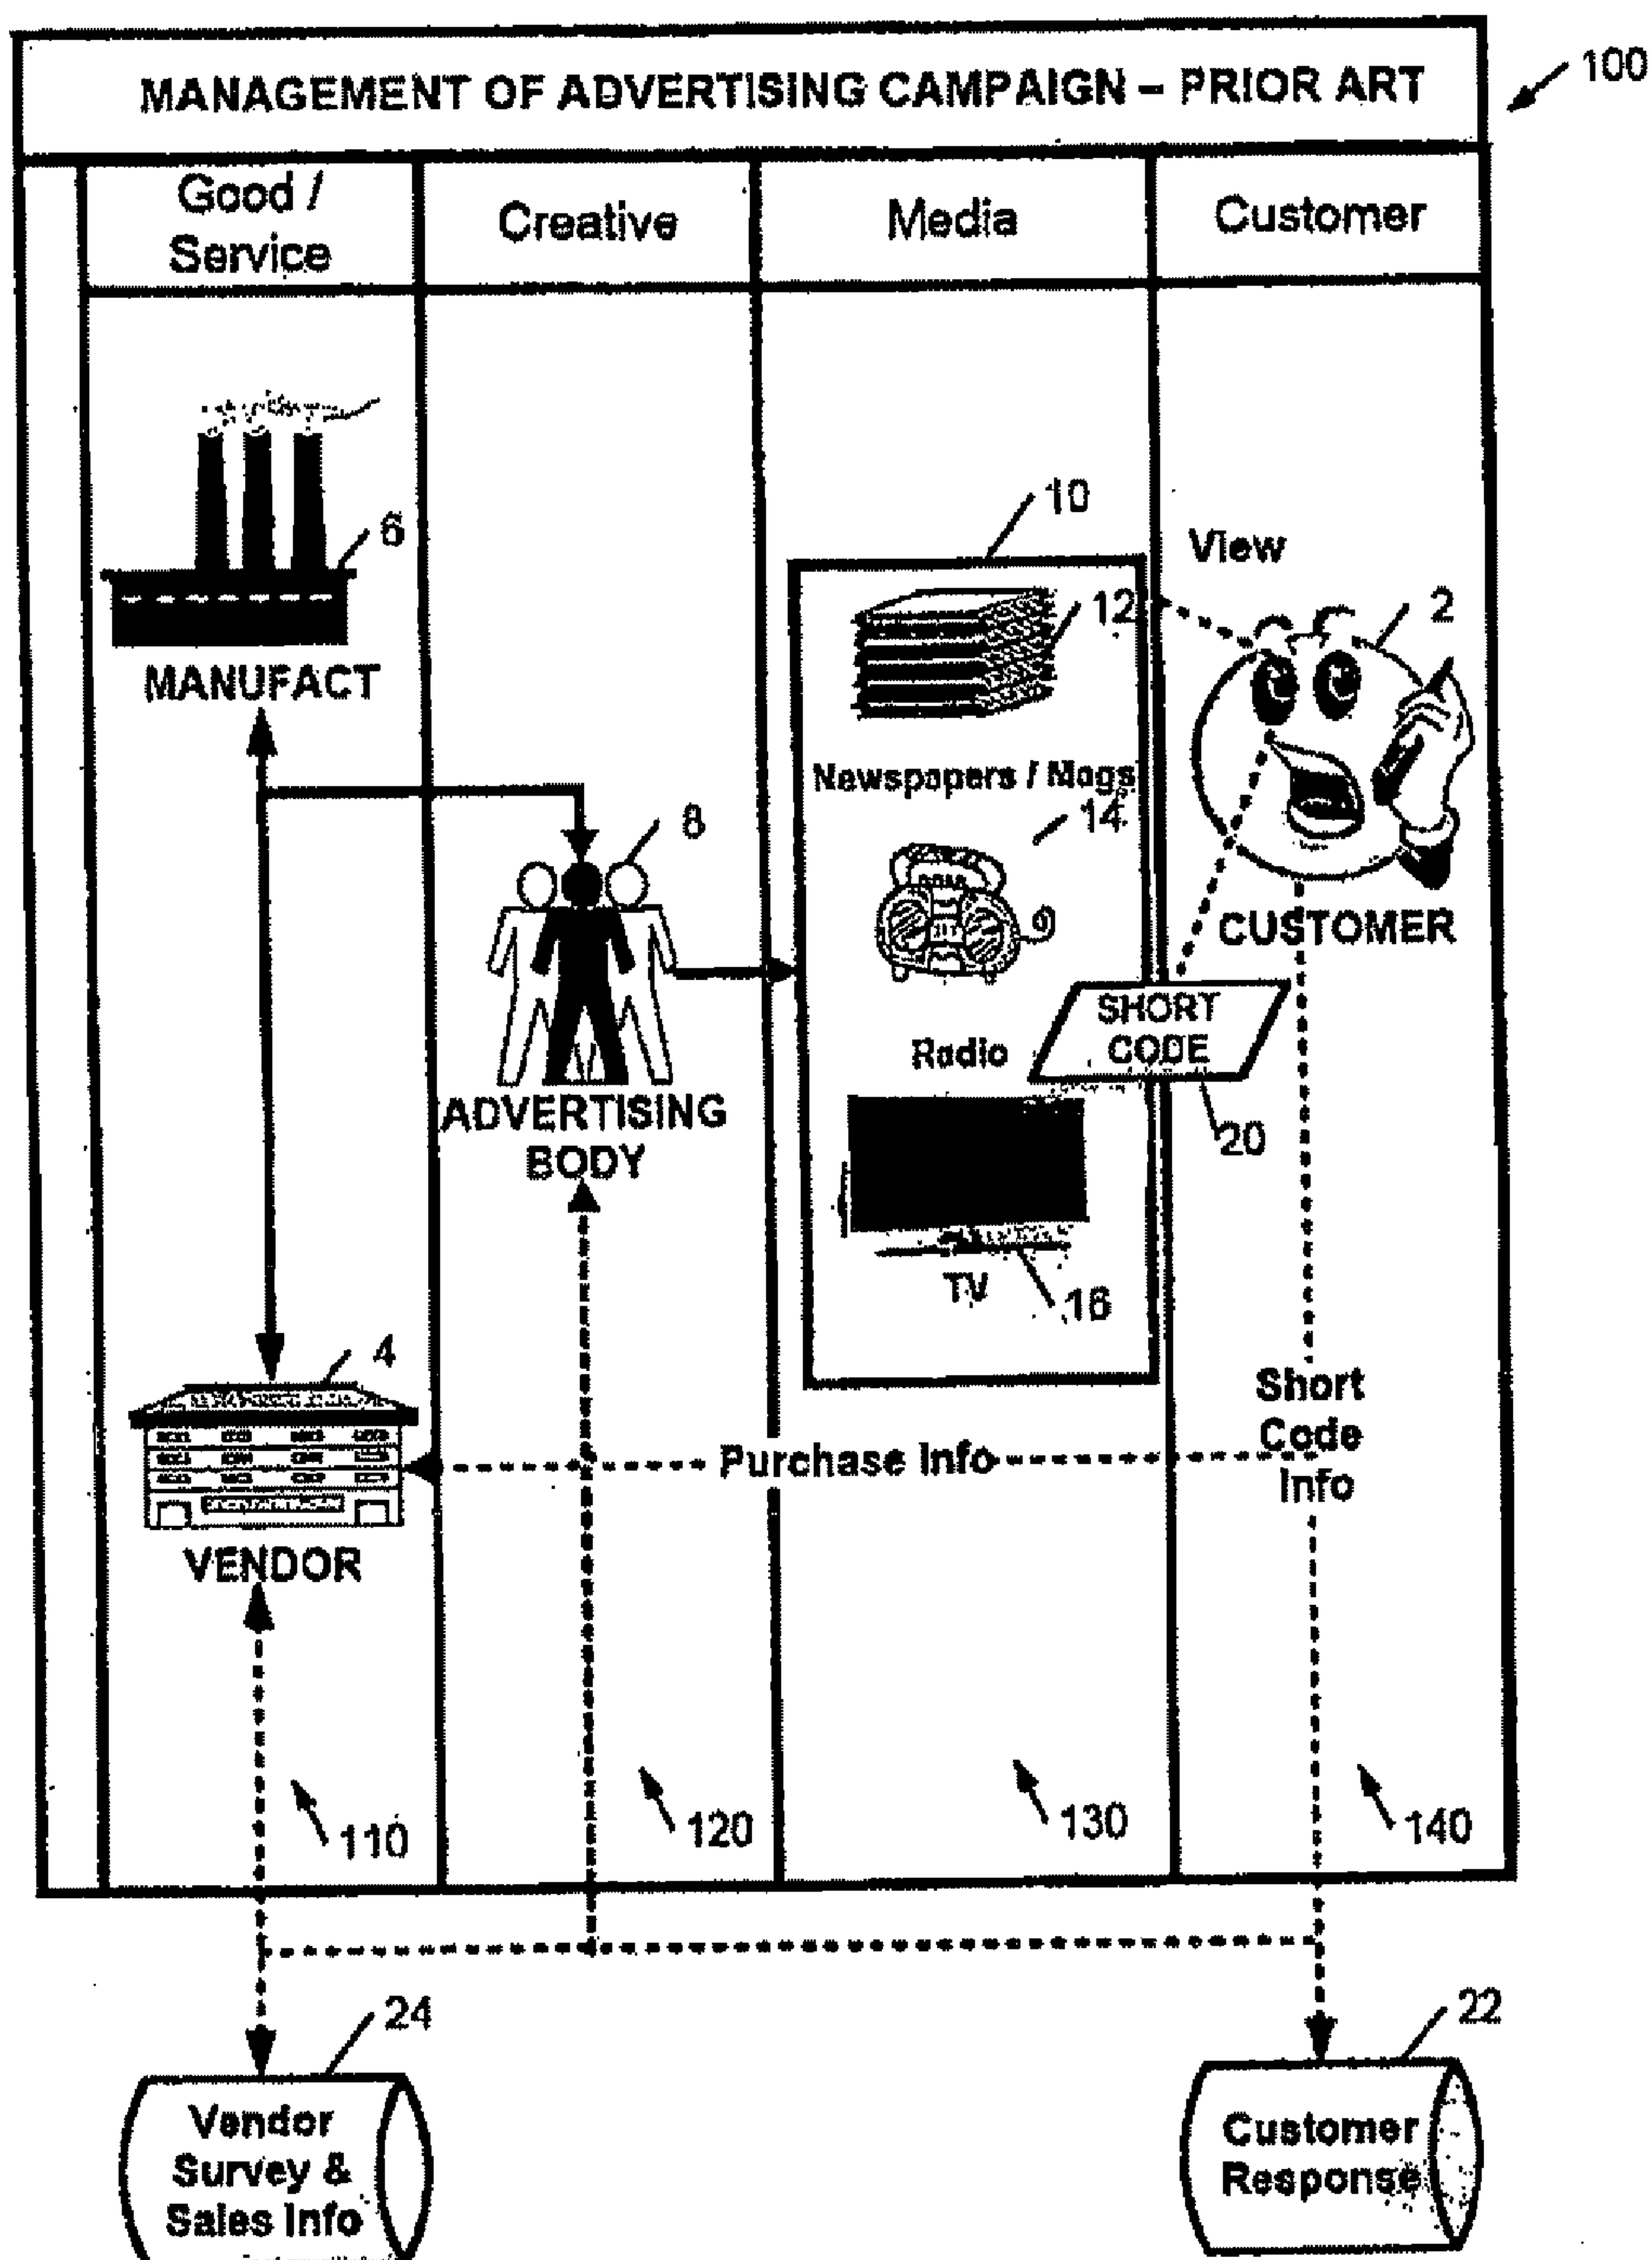 MANAGEMENT OF ADVERTISING CAMPAIGN – PRIOR ART
100
Good /
Service
Creative
Media
Customer
6
MANUFACT
10
View
12
2
Newspapers / Mags
14
8
CUSTOMER
SHORT
CODE
Radio
20
ADVERTISING
BODY
TV
16
4
Short
Code
Info
Purchase Info
VENDOR
110
120
130
140
24
22
Vendor
Survey &
Sales Info
Customer
Response